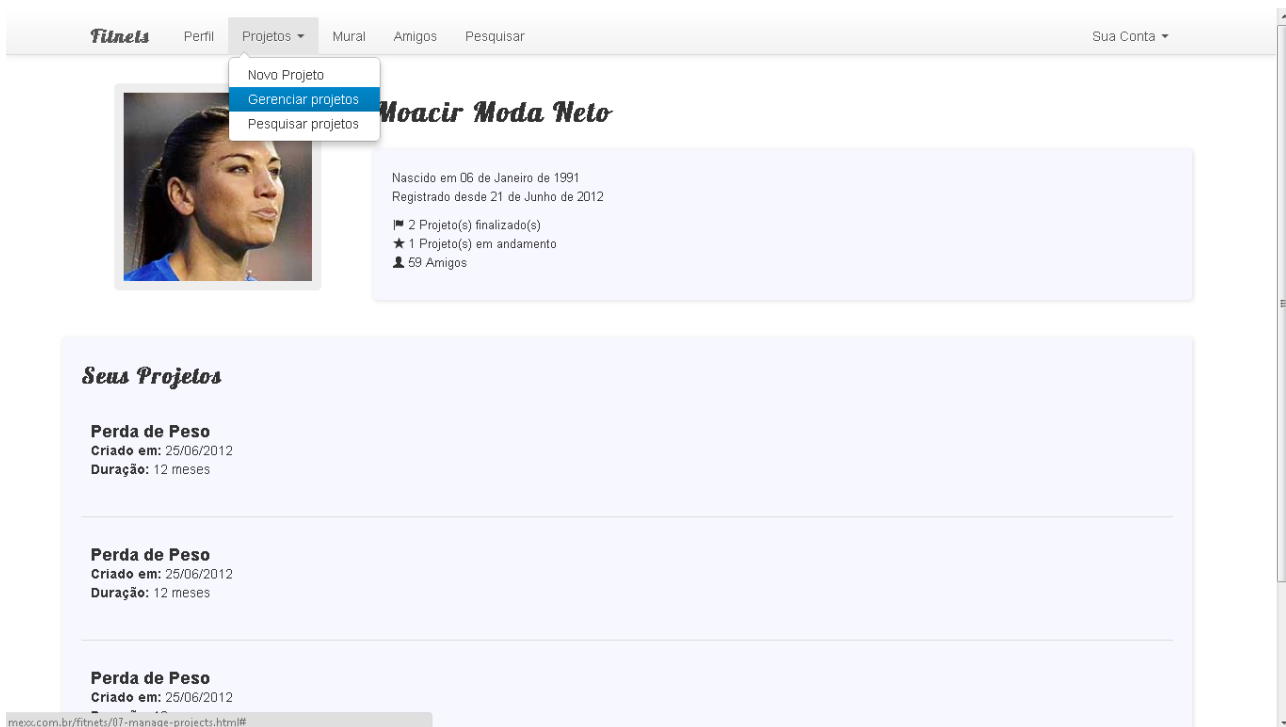 Fitnets Perfil Projetos Mural Amigos Pesquisar Sua Conta
Novo Projeto
Gerenciar projetos
Pesquisar projetos
Moacir Moda Neto
Nascido em 06 de Janeiro de 1991
Registrado desde 21 de Junho de 2012
2 Projeto(s) finalizado(s)
1 Projeto(s) em andamento
59 Amigos
Seus Projetos
Perda de Peso
Criado em: 25/06/2012
Duração: 12 meses
Perda de Peso
Criado em: 25/06/2012
Duração: 12 meses
Perda de Peso
Criado em: 25/06/2012
mexx.com.br/fitnets/07-manage-projects.html#